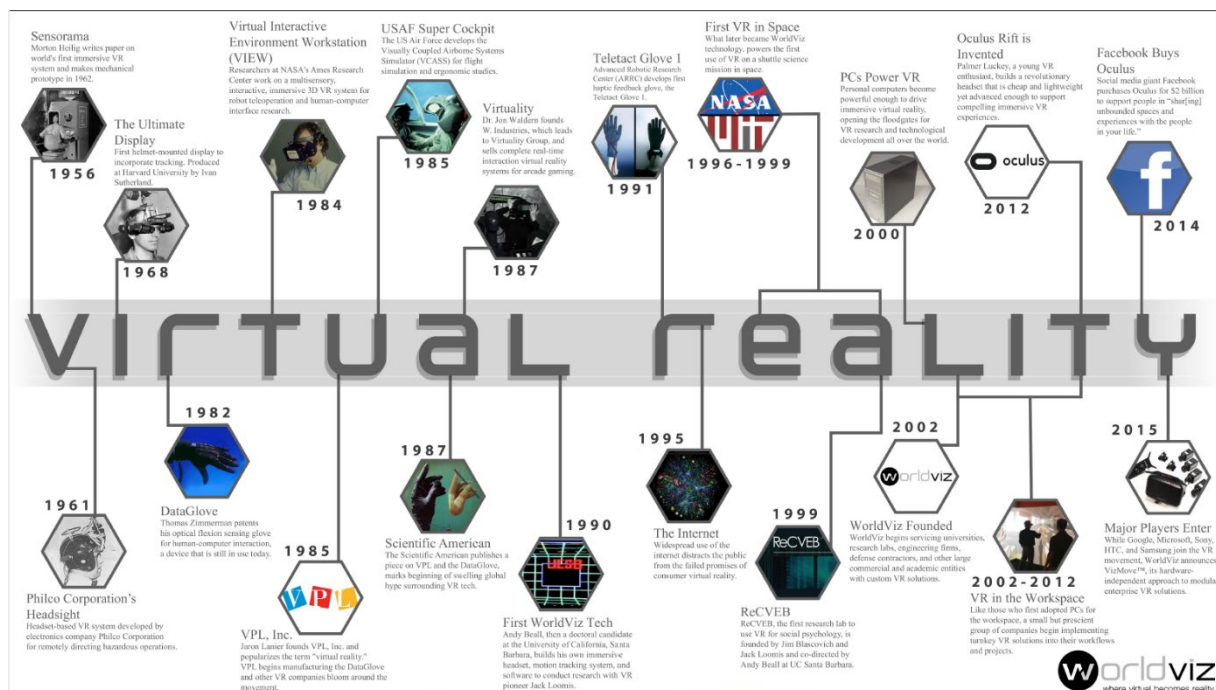 Sensorama
Morton Heilig writes paper on
world's first immersive VR
system and makes mechanical
prototype in 1962.
1956
The Ultimate
Display
First helmet-mounted display to
incorporate tracking. Produced
at Harvard University by Ivan
Sutherland.
1968
Virtual Interactive
Environment Workstation
(VIEW)
Researchers at NASA's Ames Research
Center work on a multisensory,
interactive, immersive 3D VR system for
robot teleoperation and human-computer
interface research.
1984
USAF Super Cockpit
The US Air Force develops the
Visually Coupled Airborne Systems
Simulator (VCASS) for flight
simulation and ergonomic studies.
1985
Virtuality
Dr. Jon Waldern founds
W. Industries, which leads
to Virtuality Group, and
sells complete real-time
interaction virtual reality
systems for arcade gaming.
1987
Teletact Glove 1
Advanced Robotic Research
Center (ARRC) develops first
haptic feedback glove, the
Teletact Glove 1.
1991
First VR in Space
What later became WorldViz
technology, powers the first
use of VR on a shuttle science
mission in space.
NASA
1996-1999
PCs Power VR
Personal computers become
powerful enough to drive
immersive virtual reality,
opening the floodgates for
VR research and technological
development all over the world.
2000
Oculus Rift is
Invented
Palmer Luckey, a young VR
enthusiast, builds a revolutionary
headset that is cheap and lightweight
yet advanced enough to support
compelling immersive VR
experiences.
oculus
2012
Facebook Buys
Oculus
Social media giant Facebook
purchases Oculus for $2 billion
to support people in “shar[ing]
unbounded spaces and
experiences with the people
in your life.”
f
2014
VIRTUAL REALITY
1961
Philco Corporation's
Headsight
Headset-based VR system developed by
electronics company Philco Corporation
for remotely directing hazardous operations.
1982
DataGlove
Thomas Zimmerman patents
his optical flexion sensing glove
for human-computer interaction,
a device that is still in use today.
1985
VPL
VPL, Inc.
Jaron Lanier founds VPL, Inc. and
popularizes the term "virtual reality."
VPL begins manufacturing the DataGlove
and other VR companies bloom around the
movement.
1987
Scientific American
The Scientific American publishes a
piece on VPL and the DataGlove,
marks beginning of swelling global
hype surrounding VR tech.
1990
UCSB
First WorldViz Tech
Andy Beall, then a doctoral candidate
at the University of California, Santa
Barbara, builds his own immersive
headset, motion tracking system, and
software to conduct research with VR
pioneer Jack Loomis.
1995
The Internet
Widespread use of the
internet distracts the public
from the failed promises of
consumer virtual reality.
1999
ReCVEB
ReCVEB
ReCVEB, the first research lab to
use VR for social psychology, is
founded by Jim Blascovich and
Jack Loomis and co-directed by
Andy Beall at UC Santa Barbara.
2002
worldviz
WorldViz Founded
WorldViz begins servicing universities,
research labs, engineering firms,
defense contractors, and other large
commercial and academic entities
with custom VR solutions.
2002-2012
VR in the Workspace
Like those who first adopted PCs for
the workspace, a small but prescient
group of companies begin implementing
turnkey VR solutions into their workflows
and projects.
2015
Major Players Enter
While Google, Microsoft, Sony,
HTC, and Samsung join the VR
movement, WorldViz announces
VizMove™, its hardware-
independent approach to modular
enterprise VR solutions.
worldviz
where virtual becomes reality